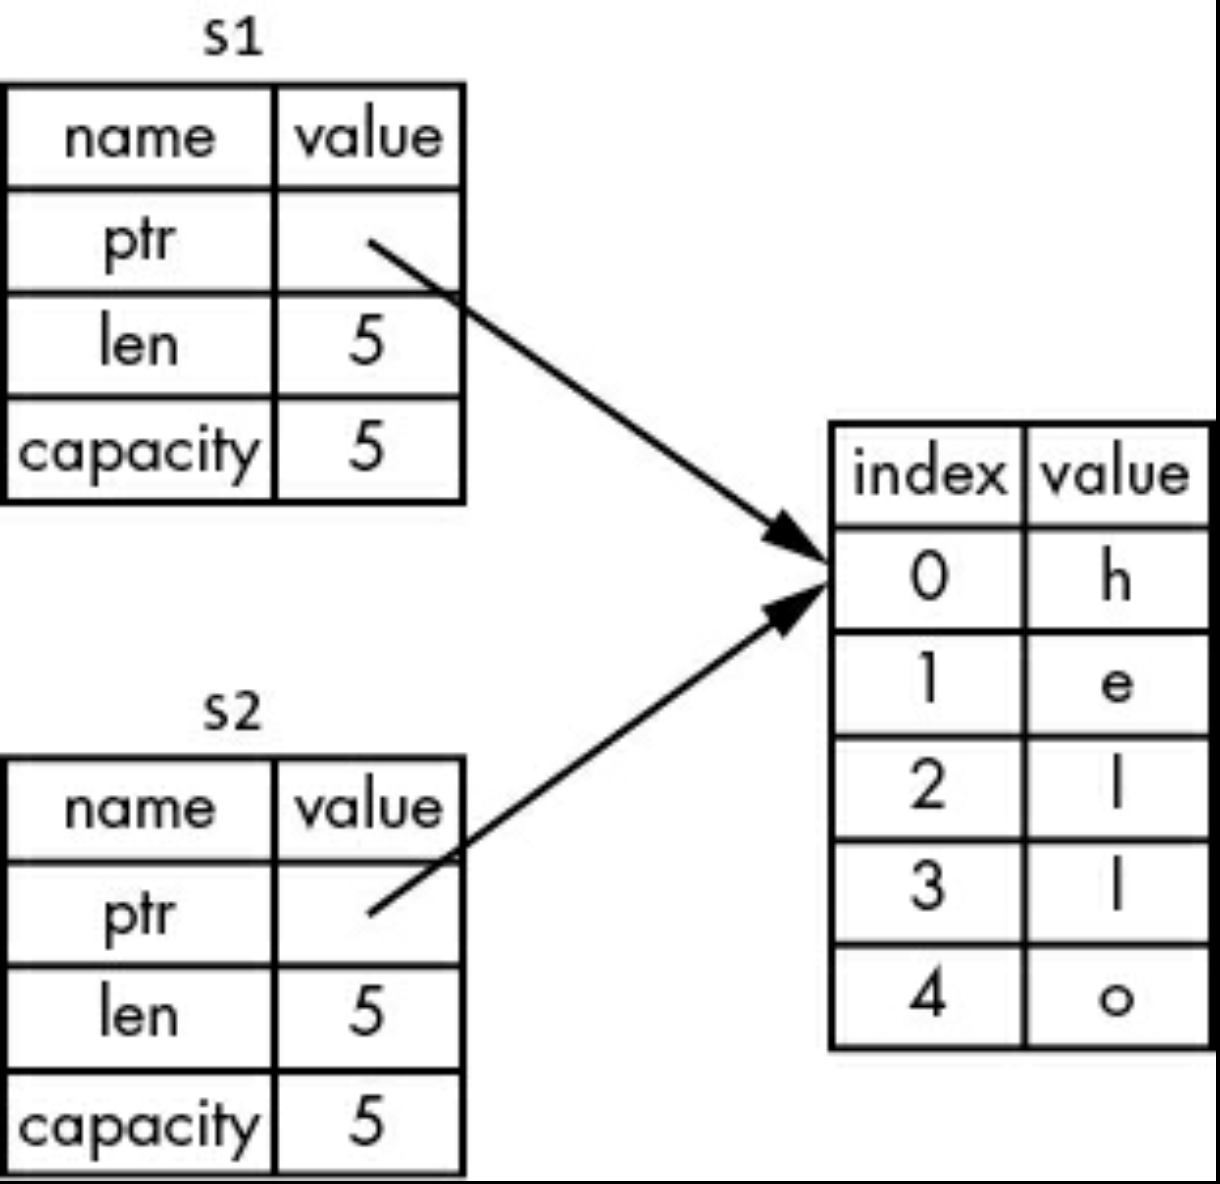 s1
name value
ptr
len 5
capacity 5
s2
name value
ptr
len 5
capacity 5
index value
0 h
1 e
2 l
3 l
4 o